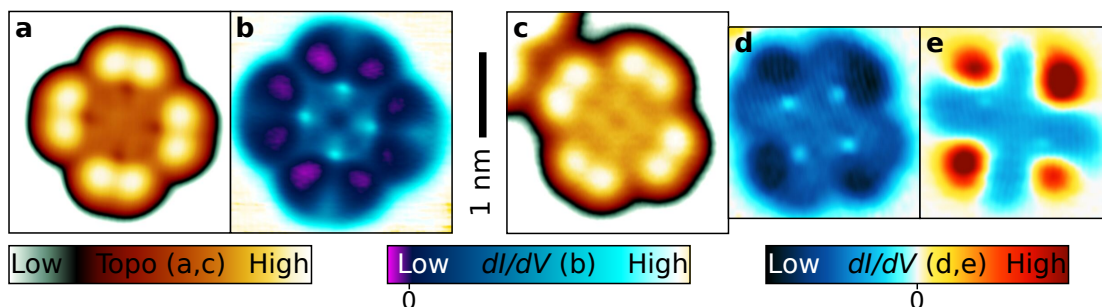 a b c d e
1 nm
Low Topo (a,c) High
Low dI/dV (b) High
0
Low dI/dV (d,e) High
0